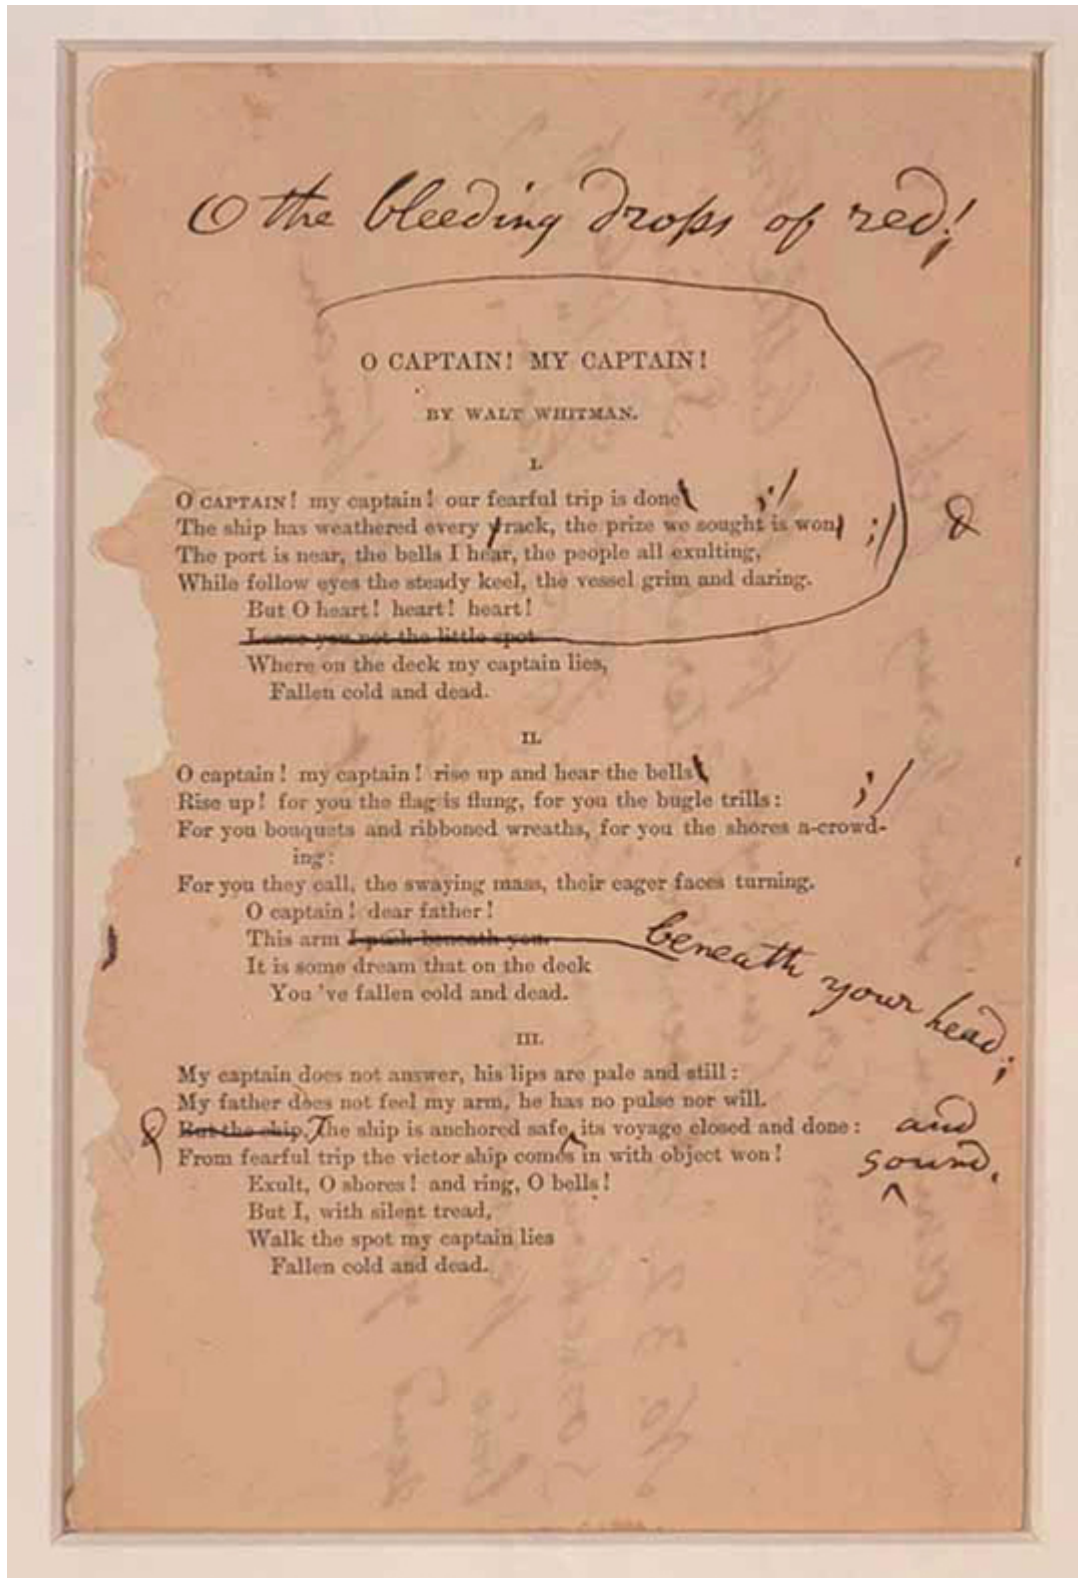 O the bleeding drops of red!
O CAPTAIN! MY CAPTAIN!
BY WALT WHITMAN.
I.
O CAPTAIN! my captain! our fearful trip is done ;/
The ship has weathered every wrack, the prize we sought is won ;/
The port is near, the bells I hear, the people all exulting,
While follow eyes the steady keel, the vessel grim and daring.
But O heart! heart! heart!
Leave you not the little spot
Where on the deck my captain lies,
Fallen cold and dead.
II.
O captain! my captain! rise up and hear the bells ;/
Rise up! for you the flag is flung, for you the bugle trills:
For you bouquets and ribboned wreaths, for you the shores a-crowd-
ing:
For you they call, the swaying mass, their eager faces turning.
O captain! dear father!
This arm I push beneath you. beneath your head;
It is some dream that on the deck
You 've fallen cold and dead.
III.
My captain does not answer, his lips are pale and still:
My father does not feel my arm, he has no pulse nor will.
But the ship, The ship is anchored safe, its voyage closed and done: and
From fearful trip the victor ship comes in with object won! sound,
Exult, O shores! and ring, O bells!
But I, with silent tread,
Walk the spot my captain lies
Fallen cold and dead.